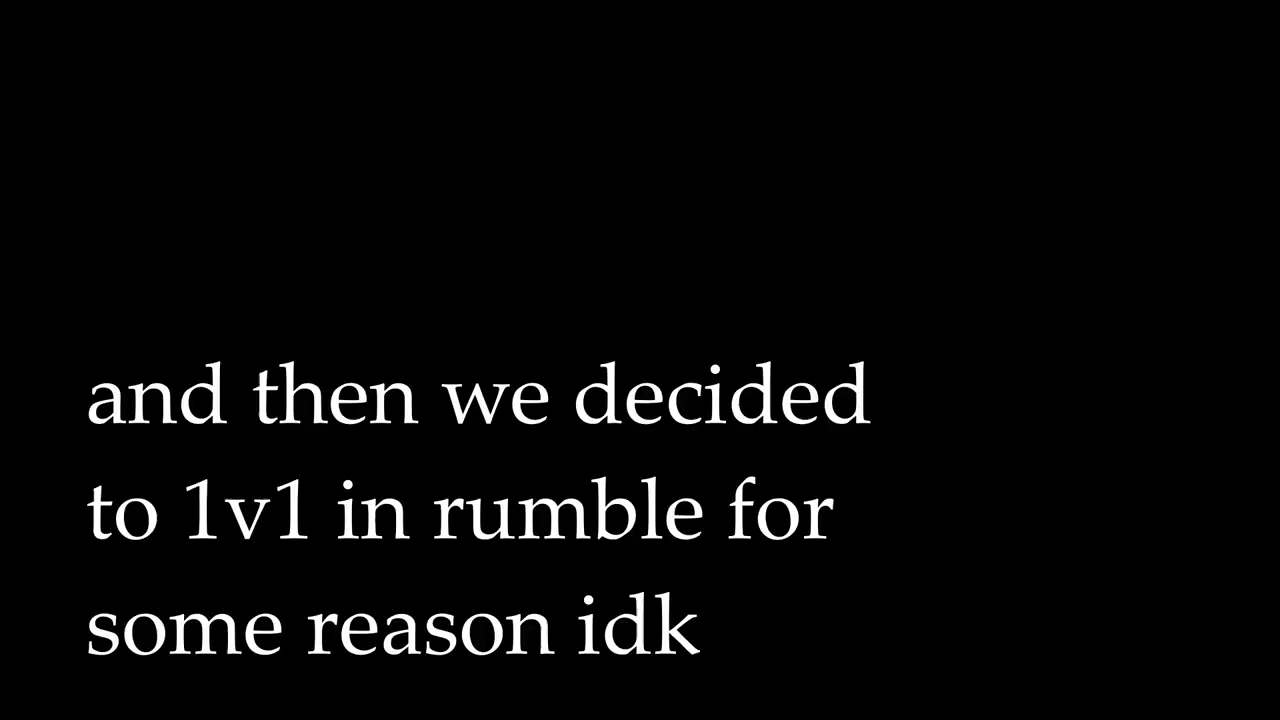 and then we decided
to 1v1 in rumble for
some reason idk